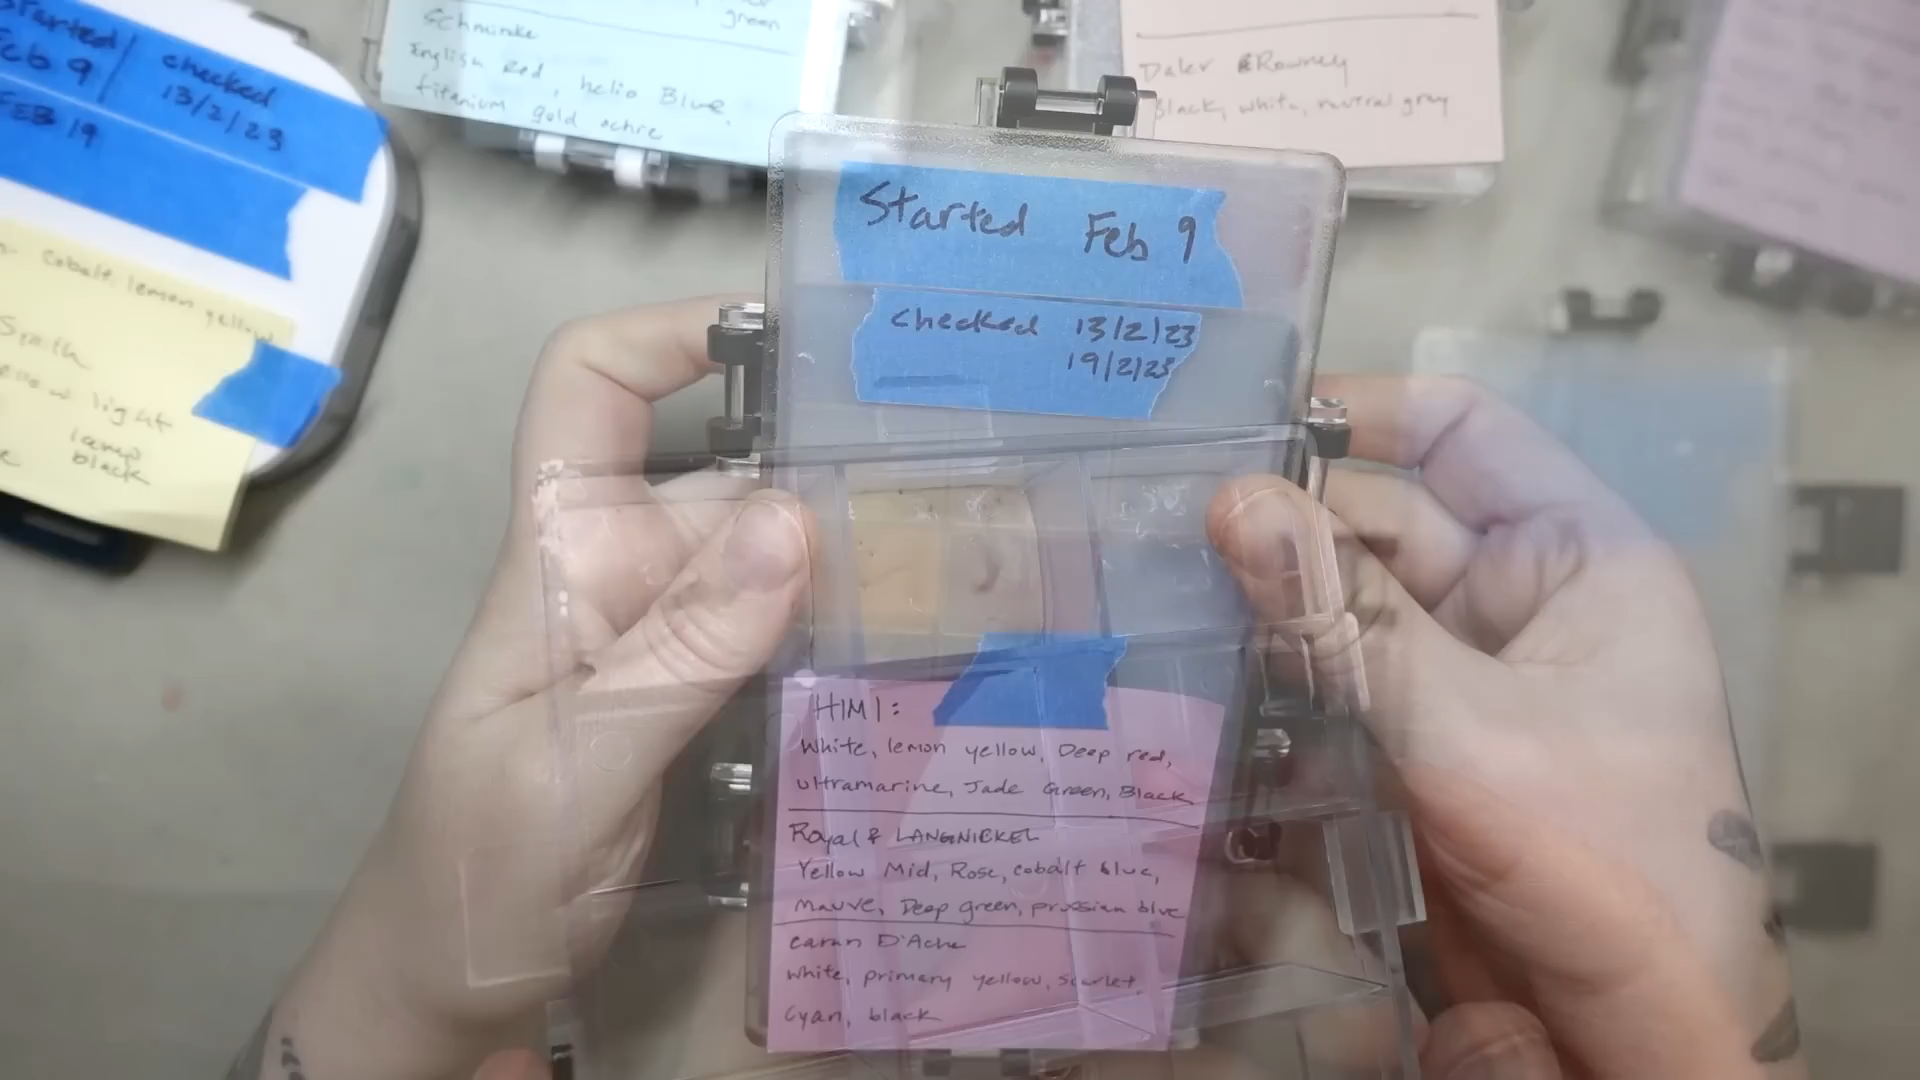 Started
Feb 9
checked
13/2/23
FEB 19
cobalt, lemon yellow
light
lamp
black
green
Schminke
English Red, helio Blue,
titanium gold ochre
Daler & Rowney
Black, white, neutral gray
Started Feb 9
checked 13/2/23
19/2/23
HIMI:
White, lemon yellow, Deep red,
ultramarine, Jade Green, Black
Royal & LANGNICKEL
Yellow Mid, Rose, cobalt blue,
mauve, Deep green, prussian blue
caran D'Ache
white, primary yellow, scarlet,
cyan, black